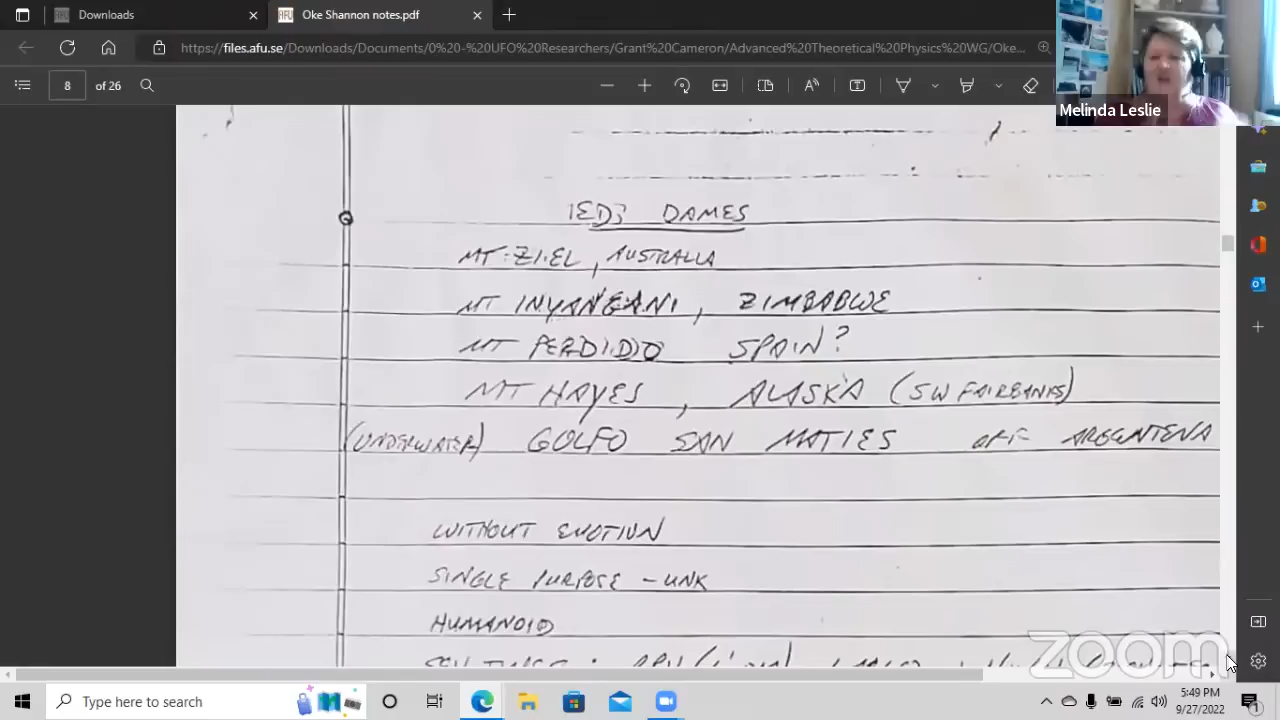 Downloads
Oke Shannon notes.pdf
https://files.afu.se/Downloads/Documents/0%20-%20UFO%20Researchers/Grant%20Cameron/Advanced%20Theoretical%20Physics%20WG/Oke...
8 of 26
Melinda Leslie
DAMES
MT. ZIEL, AUSTRALIA
MT INYANGANI, ZIMBABWE
MT PERDIDIO SPAIN?
MT HAYES, ALASKA (SW FAIRBANKS)
(UNDERWATER) GOLFO SAN MATIES OFF ARGENTENA
WITHOUT EMOTION
SINGLE PURPOSE - UNK
HUMANOID
zoom
Type here to search
5:49 PM
9/27/2022